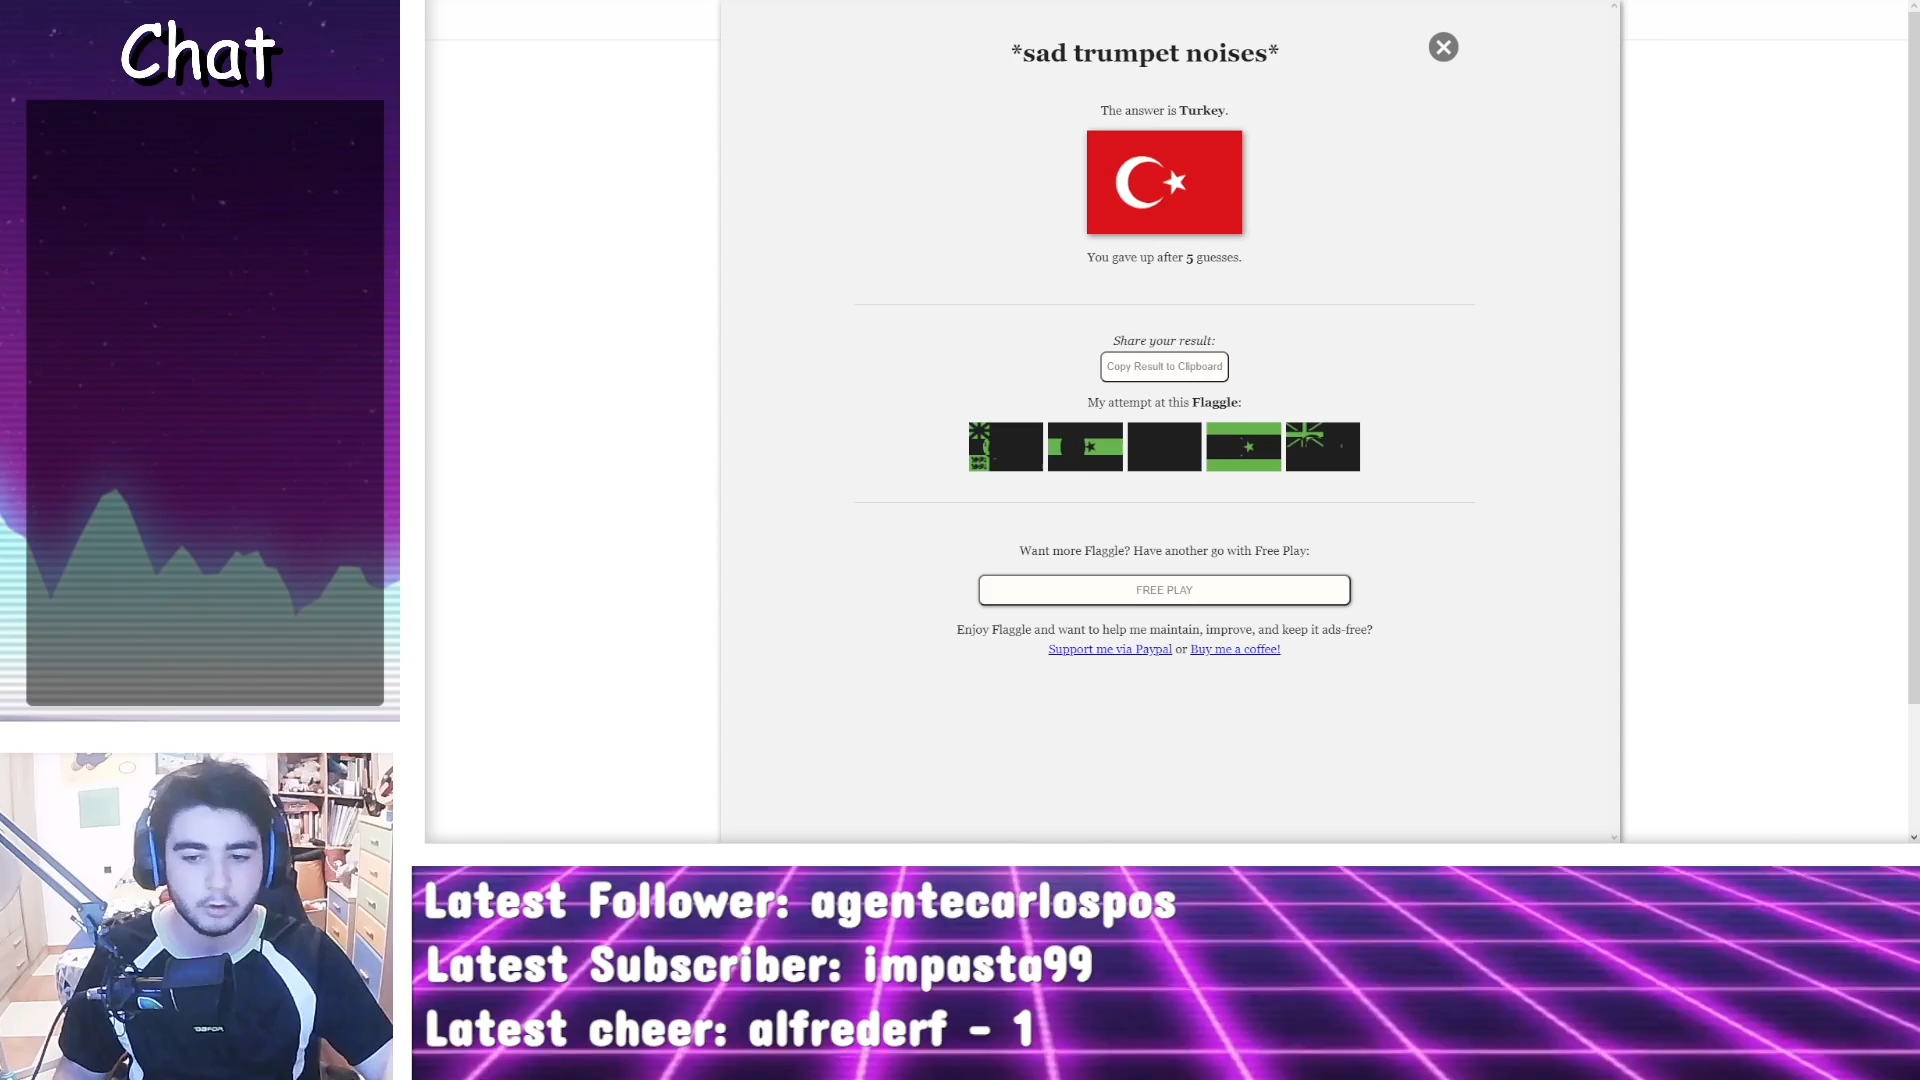 Chat
*sad trumpet noises*
The answer is Turkey.
You gave up after 5 guesses.
Share your result:
Copy Result to Clipboard
My attempt at this Flaggle:
Want more Flaggle? Have another go with Free Play:
FREE PLAY
Enjoy Flaggle and want to help me maintain, improve, and keep it ads-free?
Support me via Paypal or Buy me a coffee!
Latest Follower: agentecarlospos
Latest Subscriber: impasta99
Latest cheer: alfrederf - 1